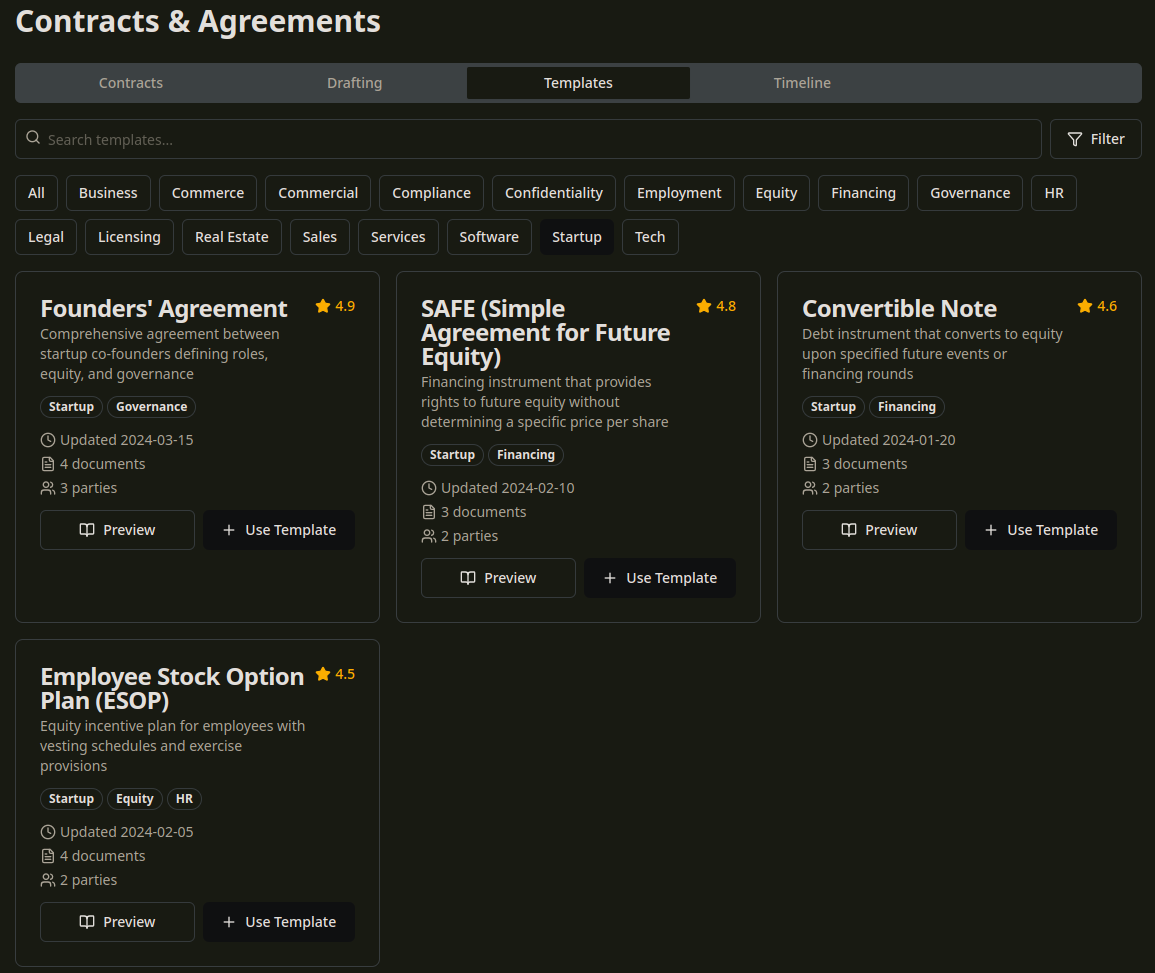 Contracts & Agreements
Contracts Drafting Templates Timeline
Search templates...
Filter
All Business Commerce Commercial Compliance Confidentiality Employment Equity Financing Governance HR
Legal Licensing Real Estate Sales Services Software Startup Tech
Founders' Agreement
4.9
Comprehensive agreement between
startup co-founders defining roles,
equity, and governance
Startup Governance
Updated 2024-03-15
4 documents
3 parties
Preview
Use Template
SAFE (Simple
Agreement for Future
Equity)
4.8
Financing instrument that provides
rights to future equity without
determining a specific price per share
Startup Financing
Updated 2024-02-10
3 documents
2 parties
Preview
Use Template
Convertible Note
4.6
Debt instrument that converts to equity
upon specified future events or
financing rounds
Startup Financing
Updated 2024-01-20
3 documents
2 parties
Preview
Use Template
Employee Stock Option
Plan (ESOP)
4.5
Equity incentive plan for employees with
vesting schedules and exercise
provisions
Startup Equity HR
Updated 2024-02-05
4 documents
2 parties
Preview
Use Template